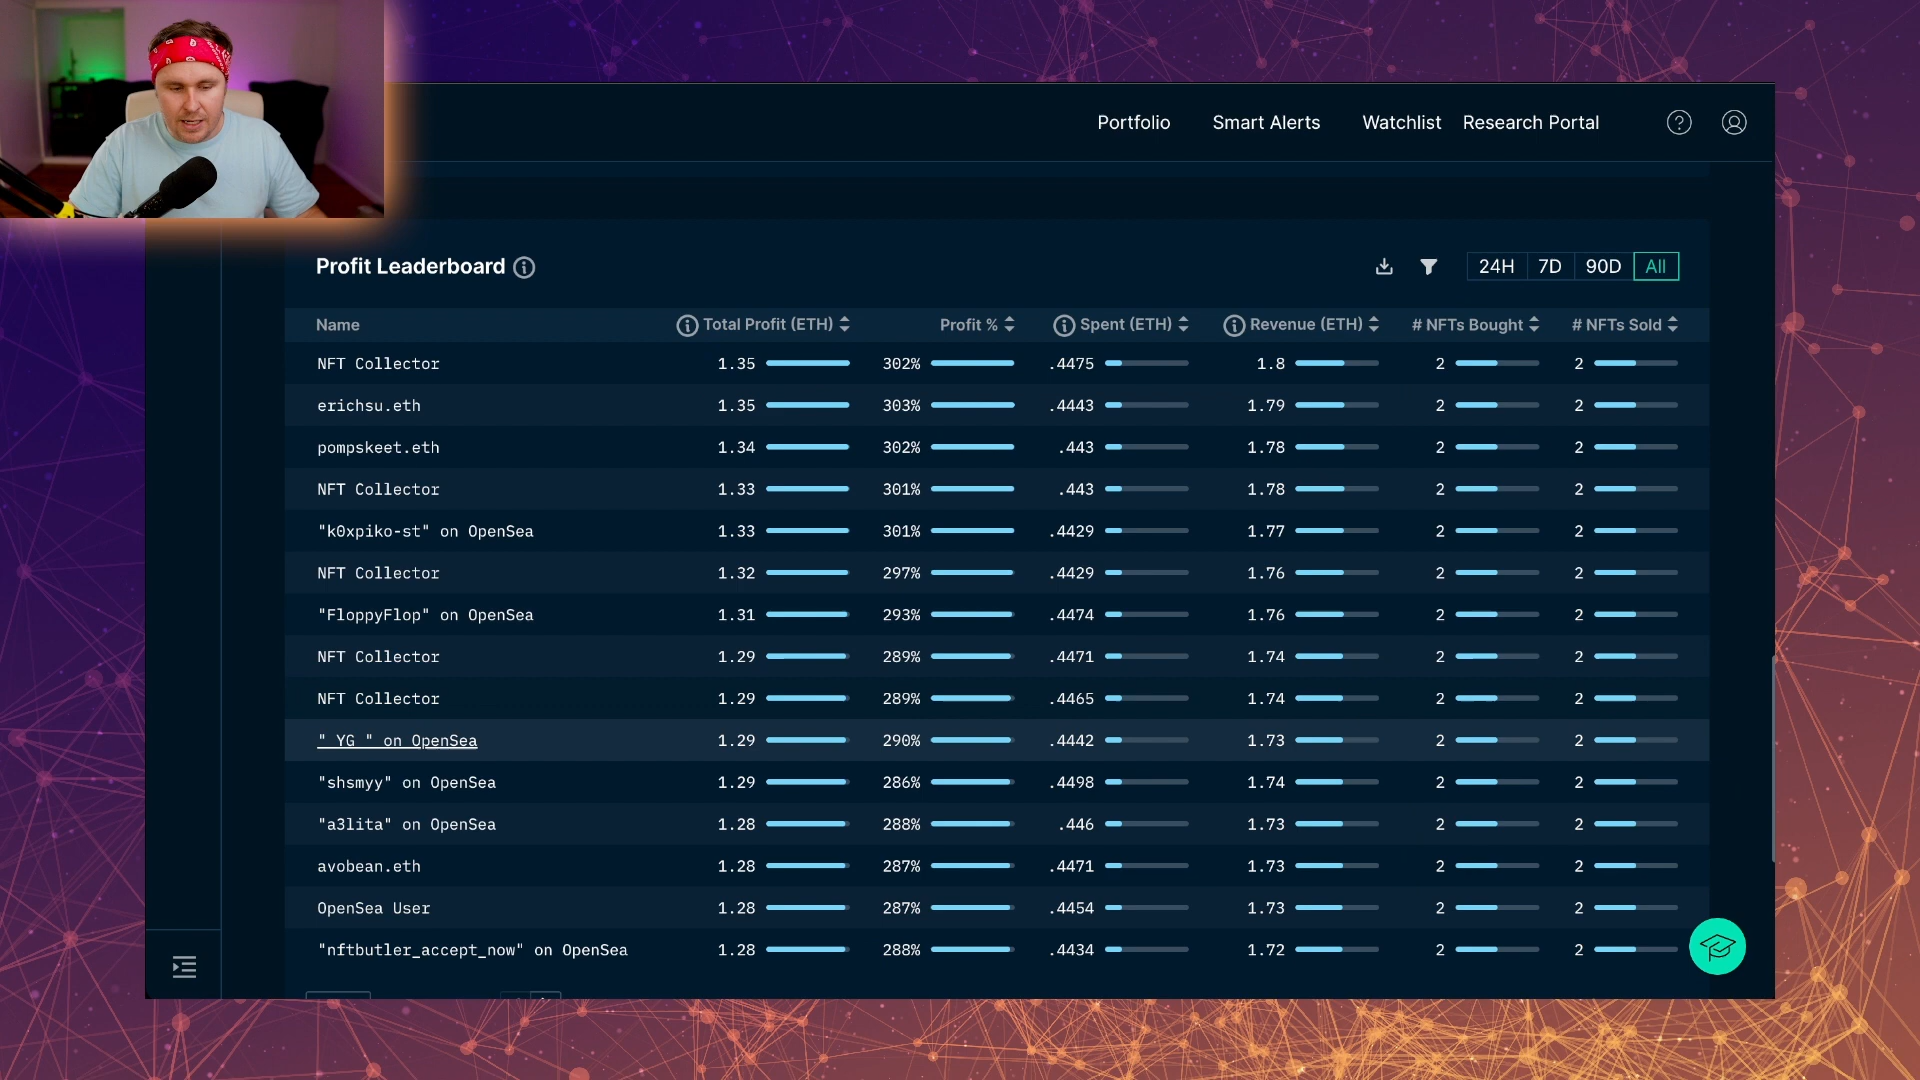 Portfolio Smart Alerts Watchlist Research Portal
Profit Leaderboard
24H 7D 90D All
Name Total Profit (ETH) Profit % Spent (ETH) Revenue (ETH) # NFTs Bought # NFTs Sold
NFT Collector 1.35 302% .4475 1.8 2 2
erichsu.eth 1.35 303% .4443 1.79 2 2
pompskeet.eth 1.34 302% .443 1.78 2 2
NFT Collector 1.33 301% .443 1.78 2 2
"k0xpiko-st" on OpenSea 1.33 301% .4429 1.77 2 2
NFT Collector 1.32 297% .4429 1.76 2 2
"FloppyFlop" on OpenSea 1.31 293% .4474 1.76 2 2
NFT Collector 1.29 289% .4471 1.74 2 2
NFT Collector 1.29 289% .4465 1.74 2 2
"_YG_" on OpenSea 1.29 290% .4442 1.73 2 2
"shsmyy" on OpenSea 1.29 286% .4498 1.74 2 2
"a3lita" on OpenSea 1.28 288% .446 1.73 2 2
avobean.eth 1.28 287% .4471 1.73 2 2
OpenSea User 1.28 287% .4454 1.73 2 2
"nftbutler_accept_now" on OpenSea 1.28 288% .4434 1.72 2 2